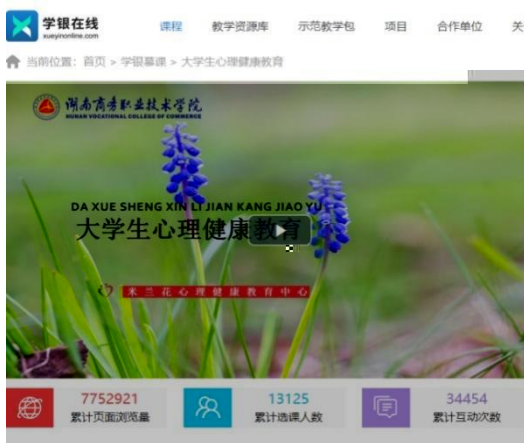 学银在线
xueyinonline.com
课程 教学资源库 示范教学包 项目 合作单位 关
当前位置：首页 > 学银慕课 > 大学生心理健康教育
湖南商务职业技术学院
HUNAN VOCATIONAL COLLEGE OF COMMERCE
DA XUE SHENG XIN LI JIAN KANG JIAO YU
大学生心理健康教育
米兰花心理健康教育中心
7752921 13125 34454
累计页面浏览量 累计选课人数 累计互动次数